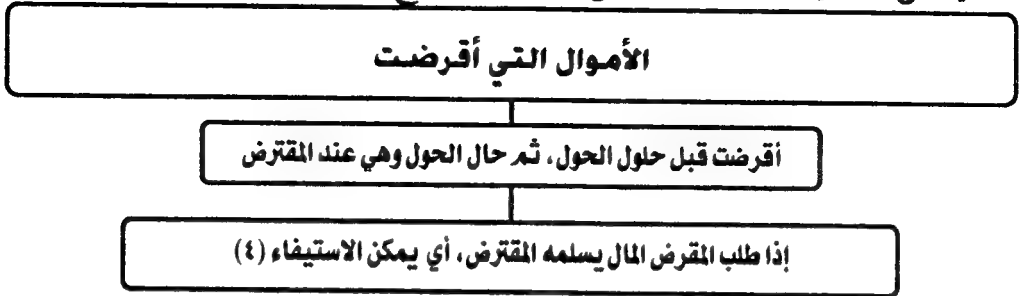 الأموال التي أقرضت
أقرضت قبل حلول الحول، ثم حال الحول وهي عند المقترض
إذا طلب المقرض المال يسلمه المقترض، أي يمكن الاستيفاء (٤)